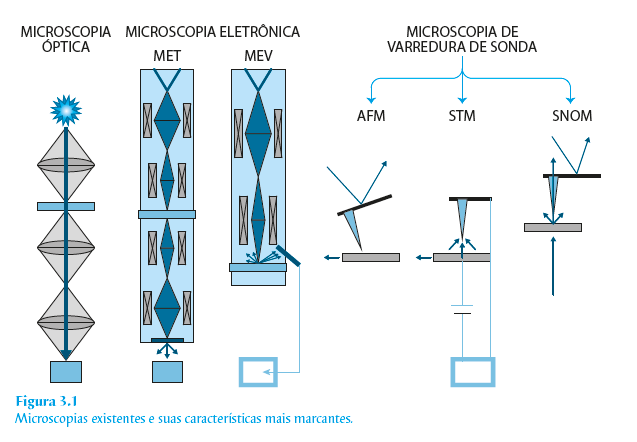 MICROSCOPIA
ÓPTICA
MICROSCOPIA ELETRÔNICA
MET
MEV
MICROSCOPIA DE
VARREDURA DE SONDA
AFM
STM
SNOM
Figura 3.1
Microscopias existentes e suas características mais marcantes.